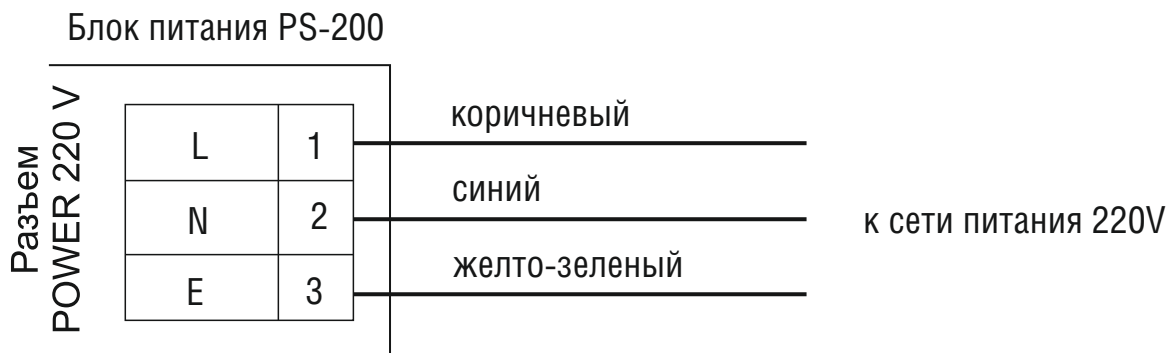 Блок питания PS-200
Разъем
POWER 220 V
L 1 коричневый
N 2 синий
E 3 желто-зеленый
к сети питания 220V